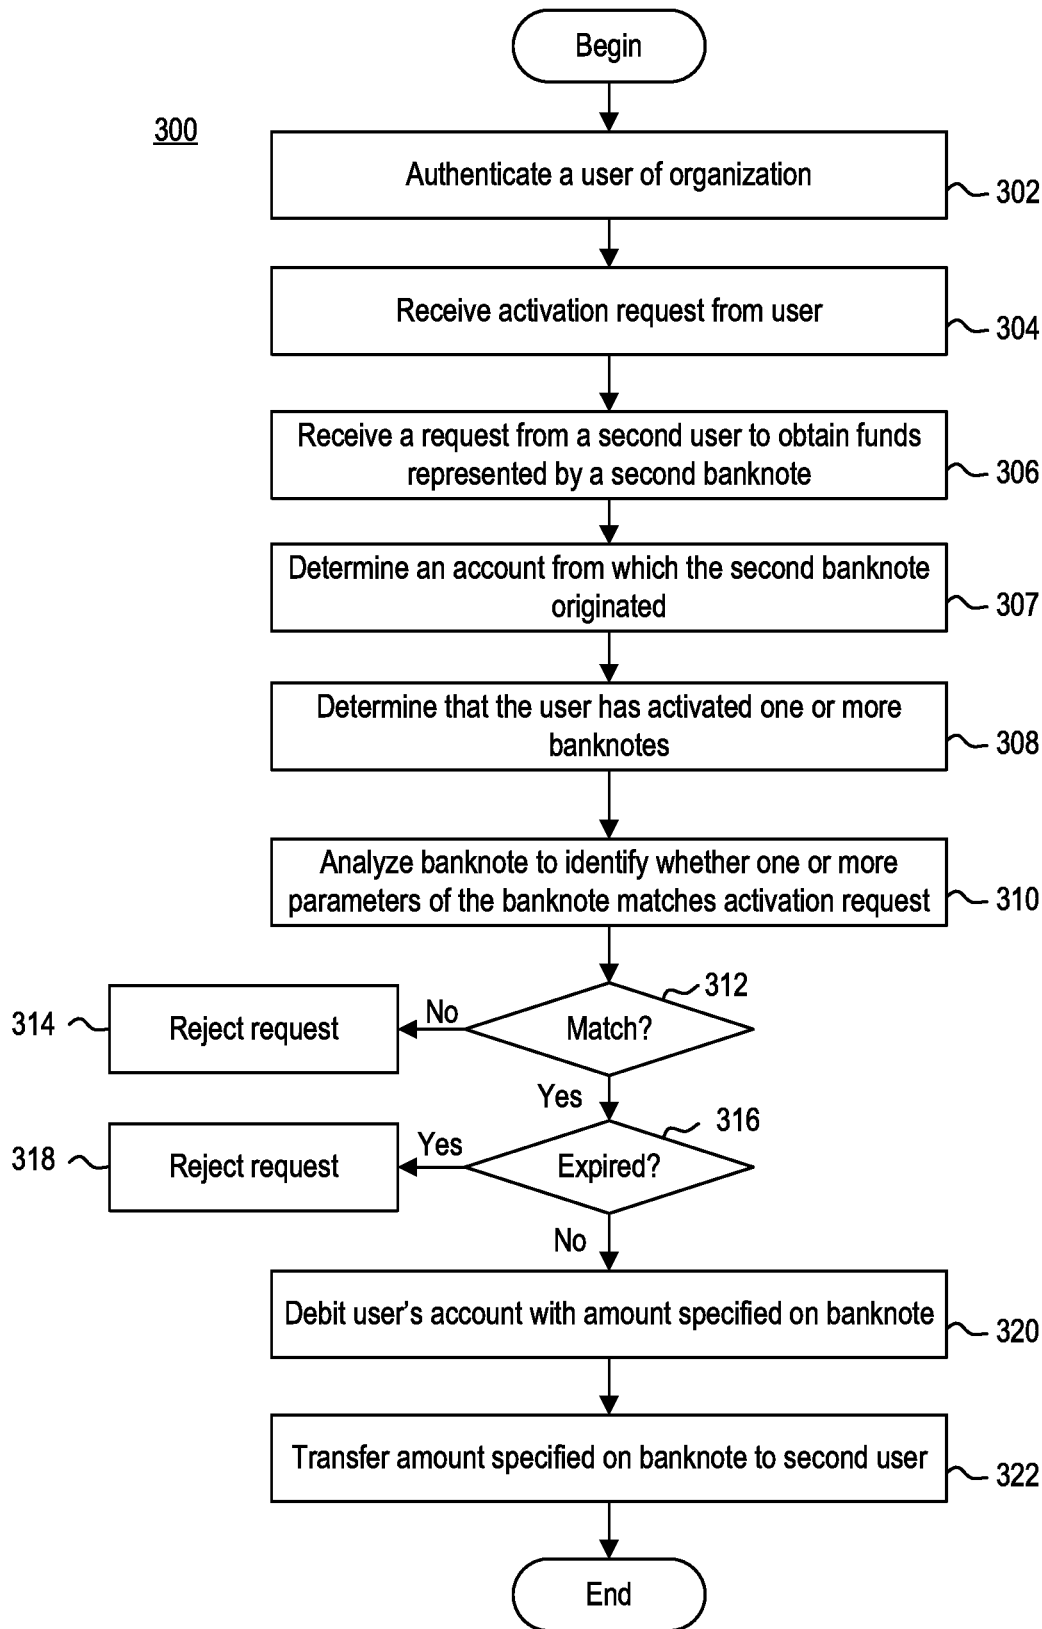 Begin
300
Authenticate a user of organization
302
Receive activation request from user
304
Receive a request from a second user to obtain funds
represented by a second banknote
306
Determine an account from which the second banknote
originated
307
Determine that the user has activated one or more
banknotes
308
Analyze banknote to identify whether one or more
parameters of the banknote matches activation request
310
312
314
Reject request
No
Match?
Yes
316
318
Reject request
Yes
Expired?
No
Debit user's account with amount specified on banknote
320
Transfer amount specified on banknote to second user
322
End